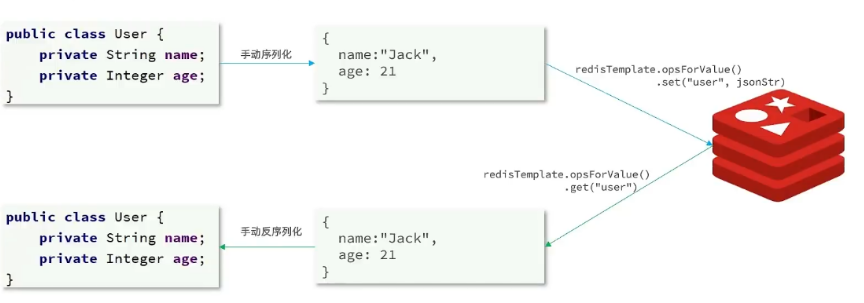 public class User {
private String name;
private Integer age;
}
手动序列化
{
name:"Jack",
age: 21
}
redisTemplate.opsForValue()
.set("user", jsonStr)
redisTemplate.opsForValue()
.get("user")
public class User {
private String name;
private Integer age;
}
手动反序列化
{
name:"Jack",
age: 21
}